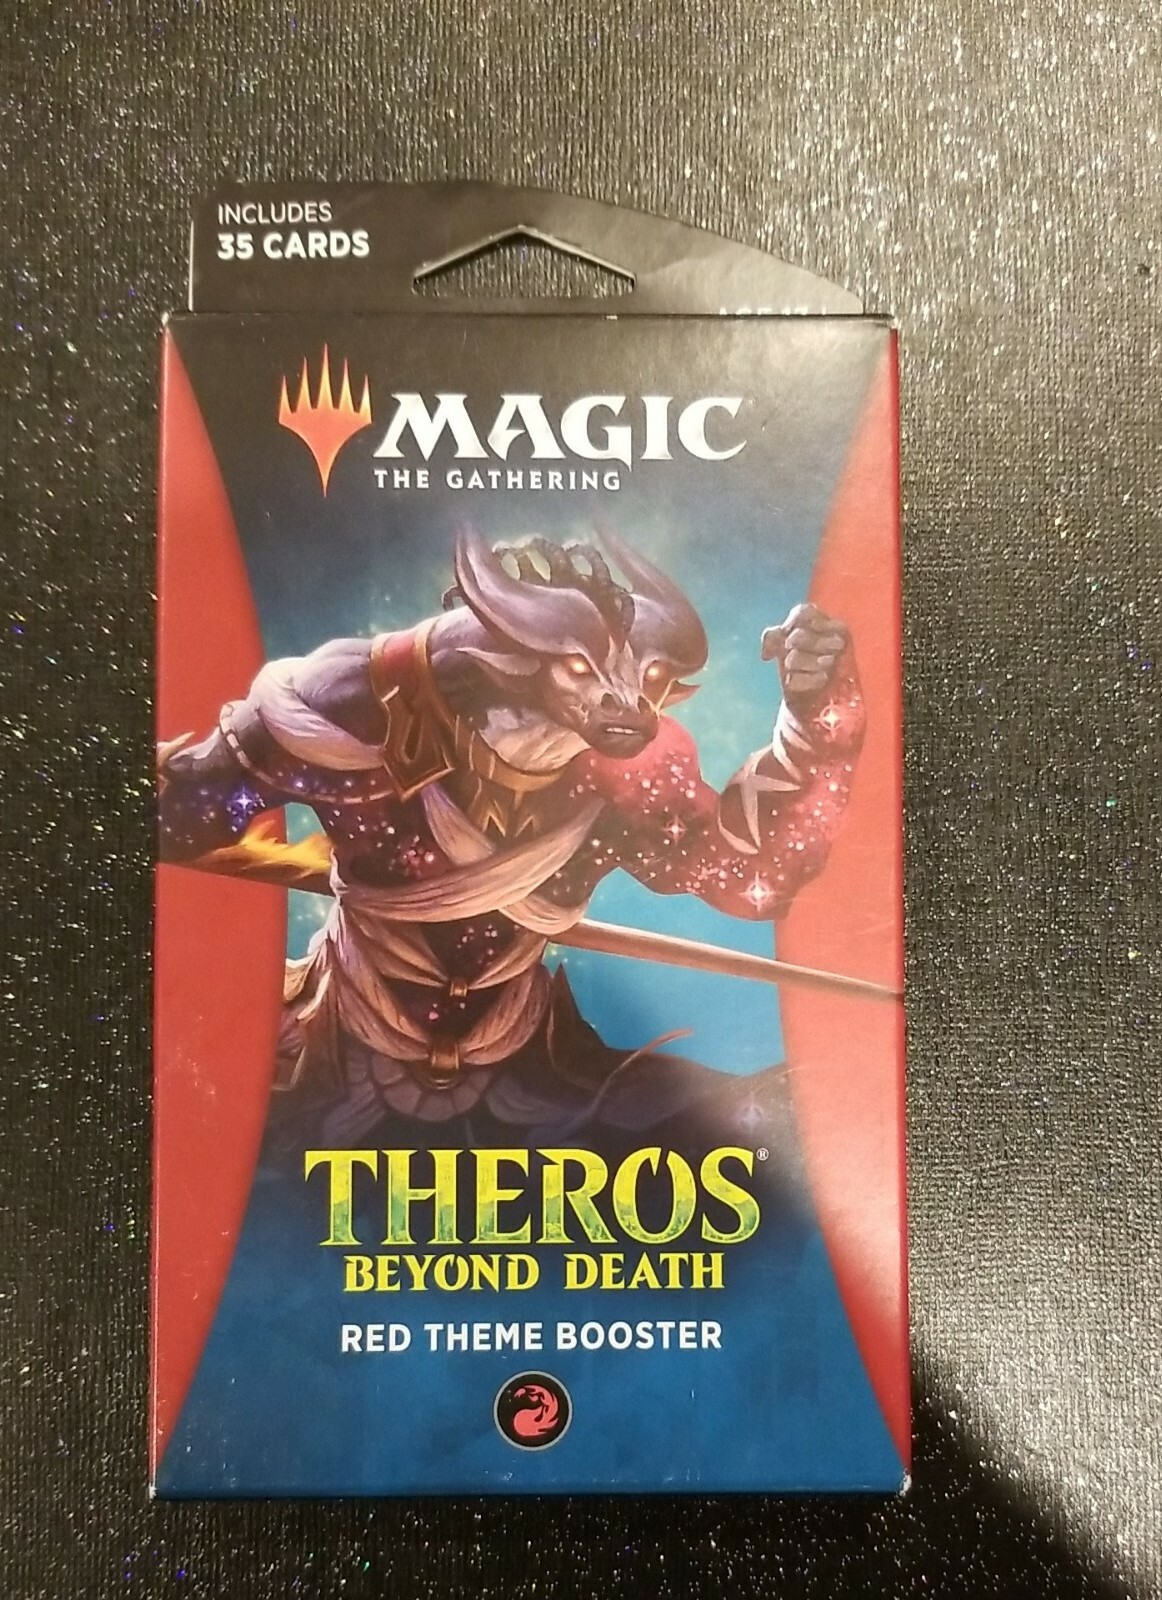 INCLUDES
35 CARDS
MAGIC
THE GATHERING
THEROS®
BEYOND DEATH
RED THEME BOOSTER